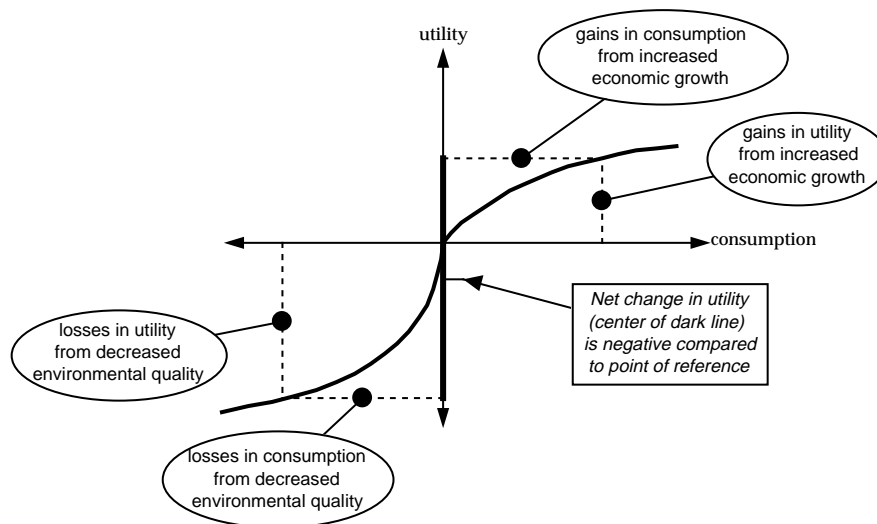 utility
gains in consumption
from increased
economic growth
gains in utility
from increased
economic growth
consumption
Net change in utility
(center of dark line)
is negative compared
to point of reference
losses in utility
from decreased
environmental quality
losses in consumption
from decreased
environmental quality